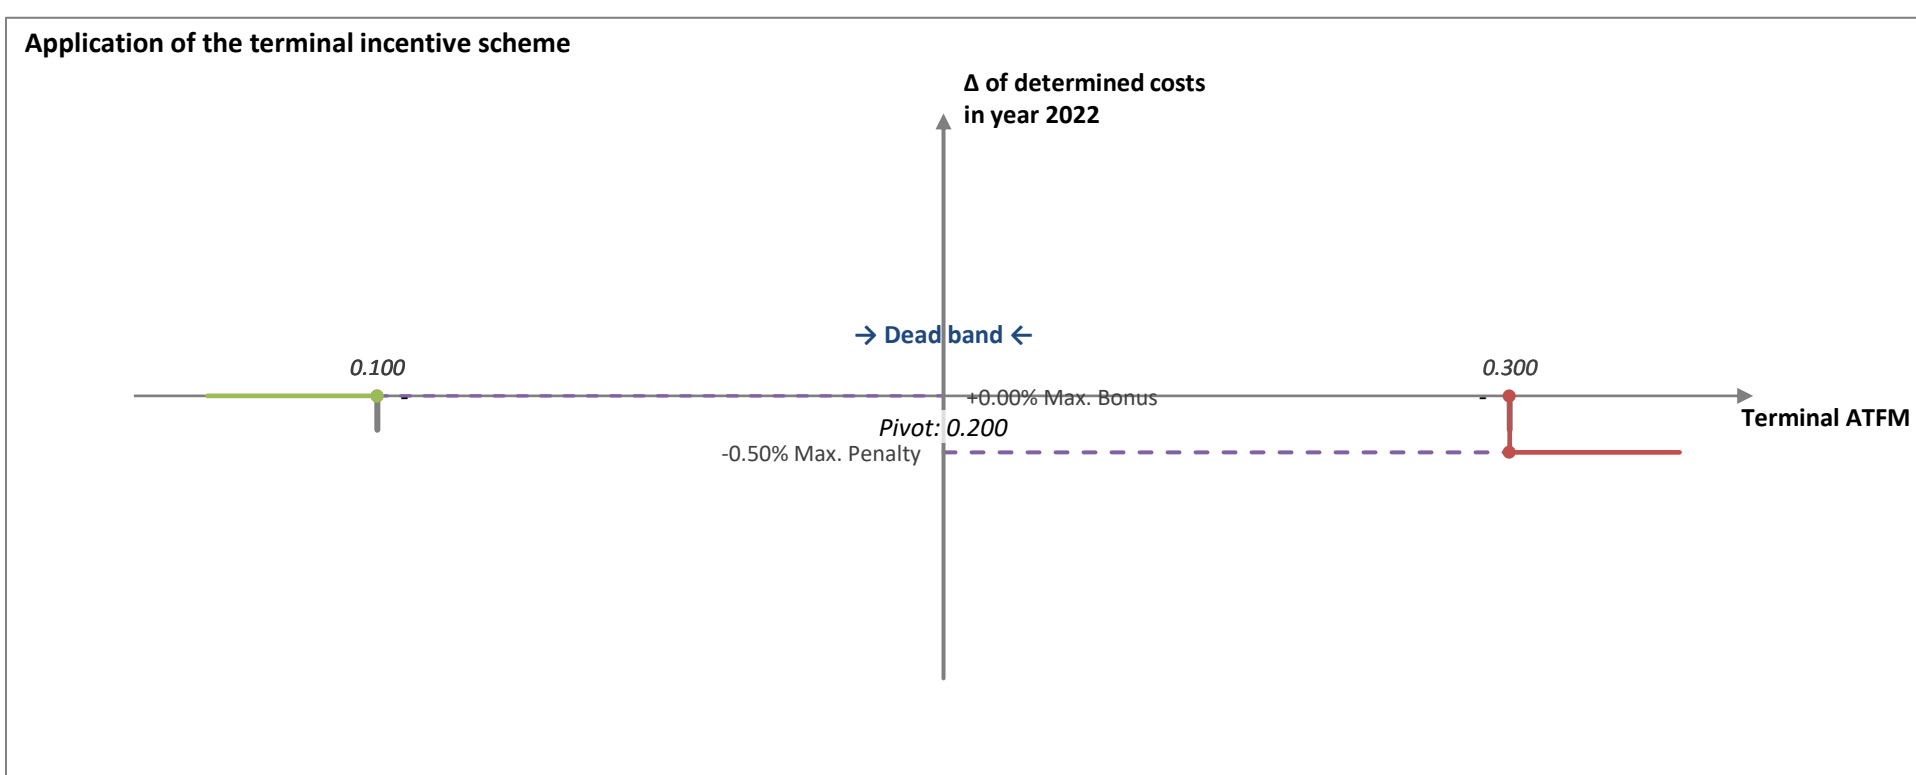 Application of the terminal incentive scheme
Δ of determined costs
in year 2022
→ Dead band ←
0.100
0.300
-
+0.00% Max. Bonus
-
Terminal ATFM
Pivot: 0.200
-0.50% Max. Penalty